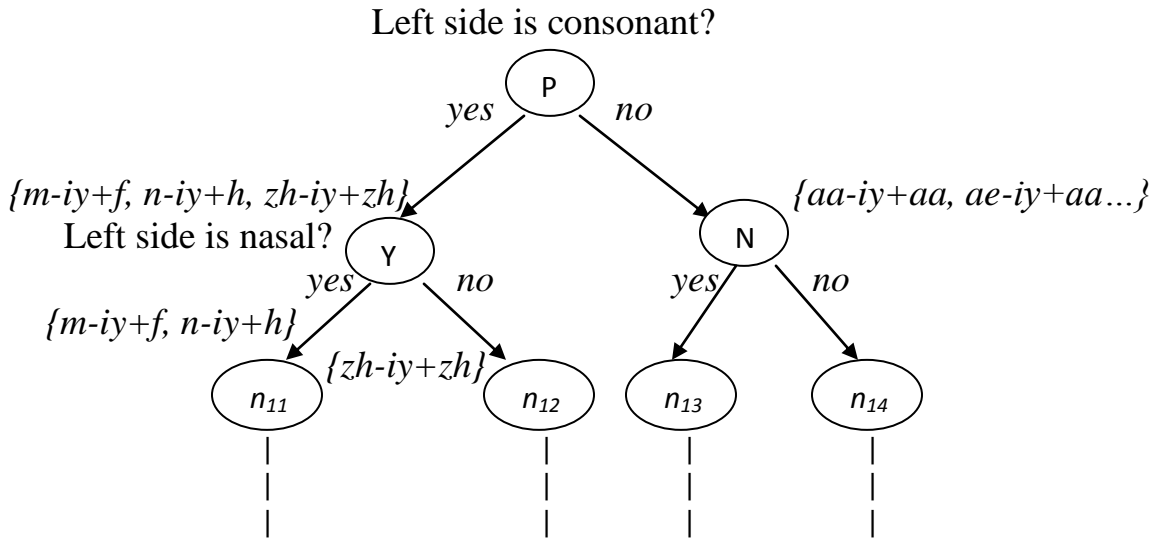 Left side is consonant?
P
yes
no
{m-iy+f, n-iy+h, zh-iy+zh}
{aa-iy+aa, ae-iy+aa…}
Left side is nasal?
Y
N
yes
no
yes
no
{m-iy+f, n-iy+h}
{zh-iy+zh}
n11
n12
n13
n14